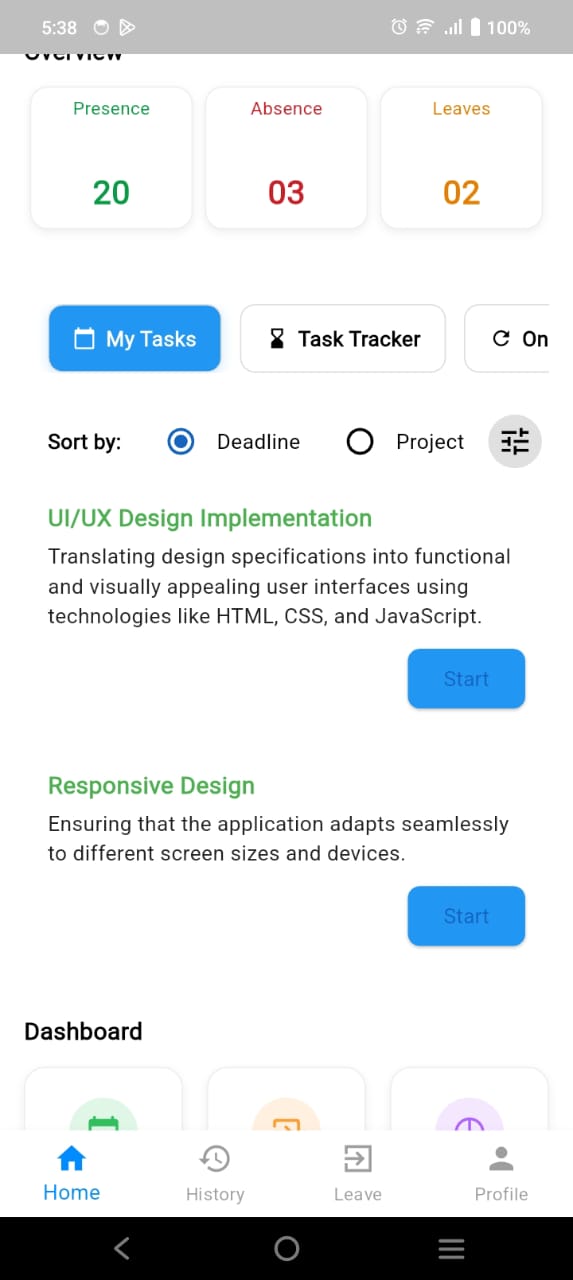 5:38 100%
Overview
Presence Absence Leaves
20 03 02
My Tasks Task Tracker On
Sort by: Deadline Project
UI/UX Design Implementation
Translating design specifications into functional
and visually appealing user interfaces using
technologies like HTML, CSS, and JavaScript.
Start
Responsive Design
Ensuring that the application adapts seamlessly
to different screen sizes and devices.
Start
Dashboard
Home History Leave Profile